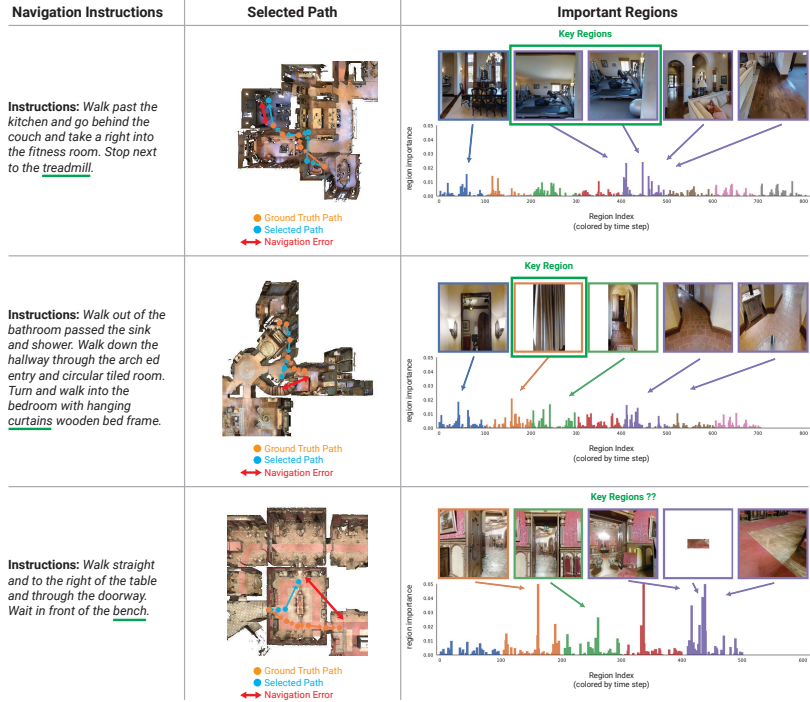 Navigation Instructions
Selected Path
Important Regions
Instructions: Walk past the
kitchen and go behind the
couch and take a right into
the fitness room. Stop next
to the treadmill.
Ground Truth Path
Selected Path
Navigation Error
Key Regions
region importance
0.05
0.04
0.03
0.02
0.01
0.00
0
100
200
300
400
500
600
700
800
Region Index
(colored by time step)
Instructions: Walk out of the
bathroom passed the sink
and shower. Walk down the
hallway through the arch ed
entry and circular tiled room.
Turn and walk into the
bedroom with hanging
curtains wooden bed frame.
Ground Truth Path
Selected Path
Navigation Error
Key Region
region importance
0.05
0.04
0.03
0.02
0.01
0.00
0
100
200
300
400
500
600
700
800
Region Index
(colored by time step)
Instructions: Walk straight
and to the right of the table
and through the doorway.
Wait in front of the bench.
Ground Truth Path
Selected Path
Navigation Error
Key Regions ??
region importance
0.05
0.04
0.03
0.02
0.01
0.00
0
100
200
300
400
500
600
700
800
Region Index
(colored by time step)